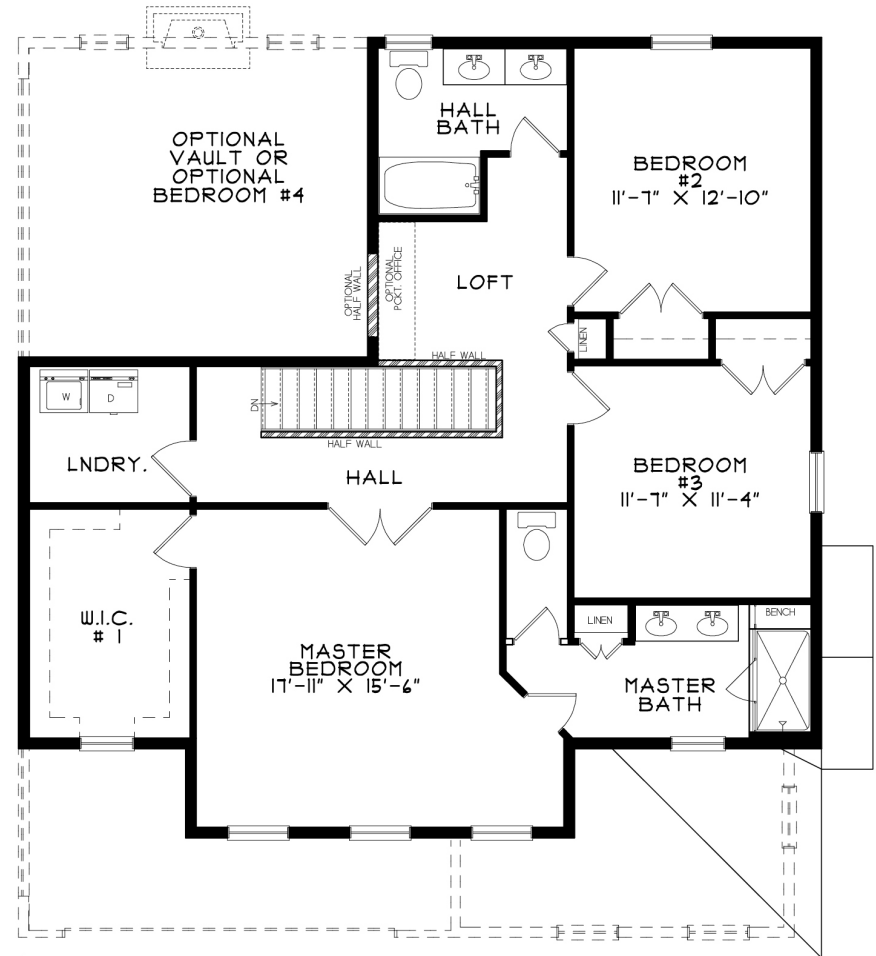 OPTIONAL
VAULT OR
OPTIONAL
BEDROOM #4
HALL
BATH
BEDROOM
#2
11'-7" X 12'-10"
OPTIONAL
HALF WALL
OPTIONAL
PCKT. OFFICE
LOFT
LINEN
HALF WALL
W
D
DN
HALF WALL
LNDRY.
HALL
BEDROOM
#3
11'-7" X 11'-4"
W.I.C.
# 1
MASTER
BEDROOM
17'-11" X 15'-6"
LINEN
BENCH
MASTER
BATH